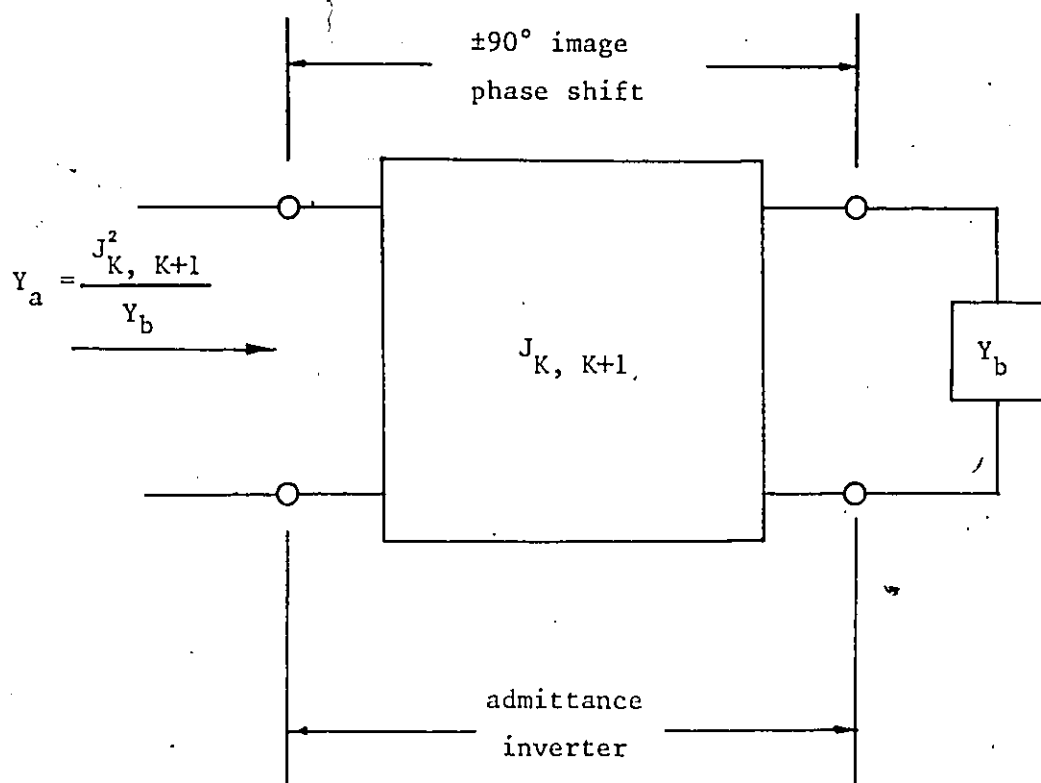 ±90° image
phase shift
Y_a = J²_K, K+1 / Y_b
J_K, K+1
Y_b
admittance
inverter